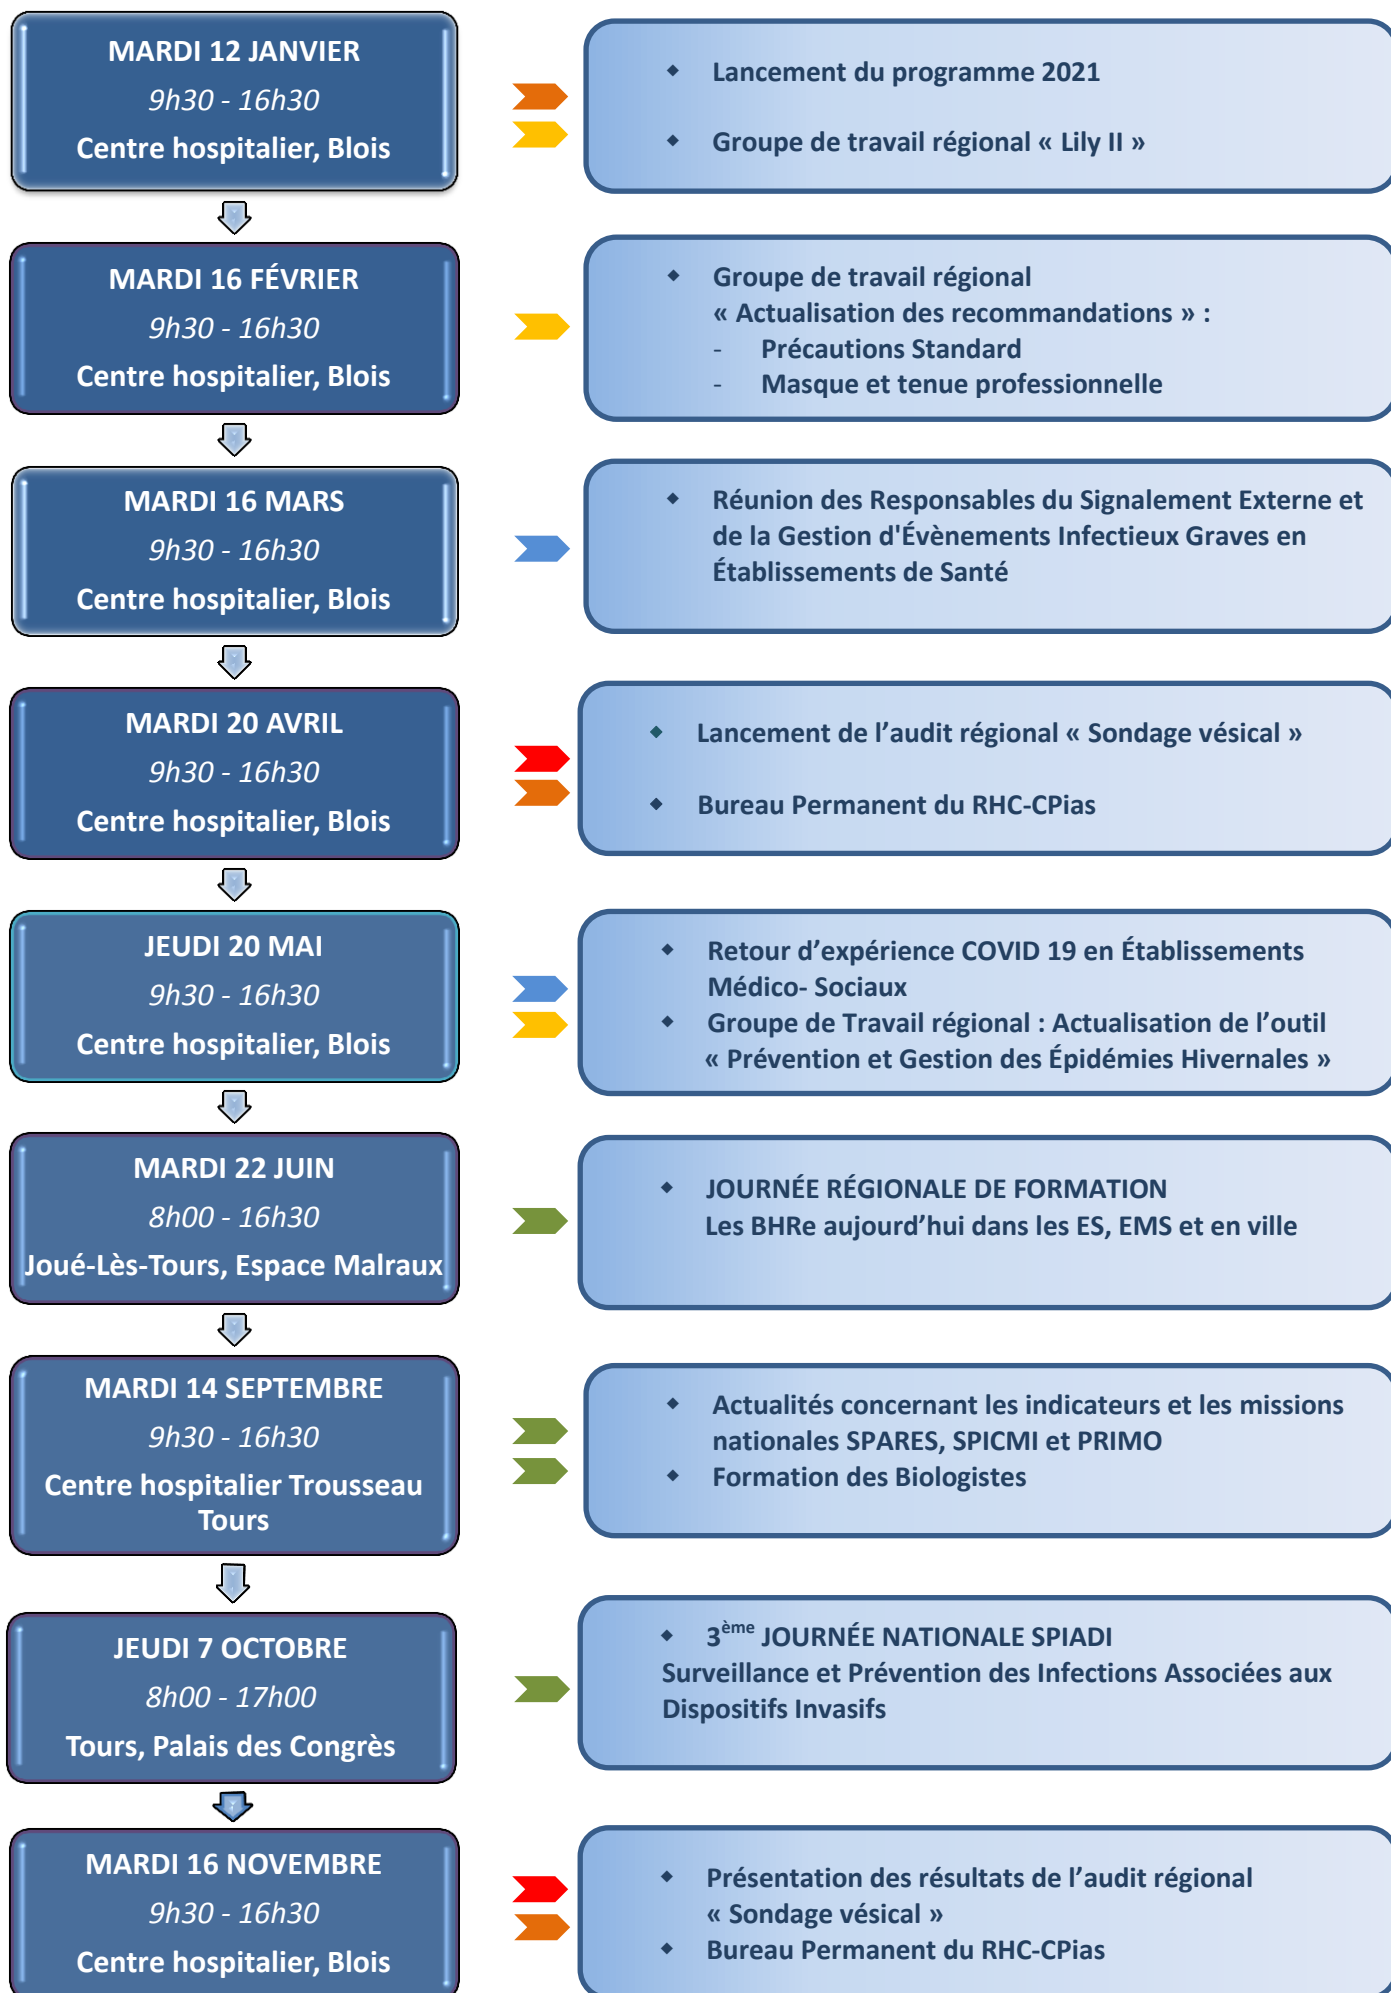 MARDI 12 JANVIER
9h30 - 16h30
Centre hospitalier, Blois
◆ Lancement du programme 2021
◆ Groupe de travail régional « Lily II »
MARDI 16 FÉVRIER
9h30 - 16h30
Centre hospitalier, Blois
◆ Groupe de travail régional
« Actualisation des recommandations » :
- Précautions Standard
- Masque et tenue professionnelle
MARDI 16 MARS
9h30 - 16h30
Centre hospitalier, Blois
◆ Réunion des Responsables du Signalement Externe et
de la Gestion d'Évènements Infectieux Graves en
Établissements de Santé
MARDI 20 AVRIL
9h30 - 16h30
Centre hospitalier, Blois
◆ Lancement de l’audit régional « Sondage vésical »
◆ Bureau Permanent du RHC-CPias
JEUDI 20 MAI
9h30 - 16h30
Centre hospitalier, Blois
◆ Retour d’expérience COVID 19 en Établissements
Médico- Sociaux
◆ Groupe de Travail régional : Actualisation de l’outil
« Prévention et Gestion des Épidémies Hivernales »
MARDI 22 JUIN
8h00 - 16h30
Joué-Lès-Tours, Espace Malraux
◆ JOURNÉE RÉGIONALE DE FORMATION
Les BHRe aujourd’hui dans les ES, EMS et en ville
MARDI 14 SEPTEMBRE
9h30 - 16h30
Centre hospitalier Trousseau
Tours
◆ Actualités concernant les indicateurs et les missions
nationales SPARES, SPICMI et PRIMO
◆ Formation des Biologistes
JEUDI 7 OCTOBRE
8h00 - 17h00
Tours, Palais des Congrès
◆ 3ème JOURNÉE NATIONALE SPIADI
Surveillance et Prévention des Infections Associées aux
Dispositifs Invasifs
MARDI 16 NOVEMBRE
9h30 - 16h30
Centre hospitalier, Blois
◆ Présentation des résultats de l’audit régional
« Sondage vésical »
◆ Bureau Permanent du RHC-CPias